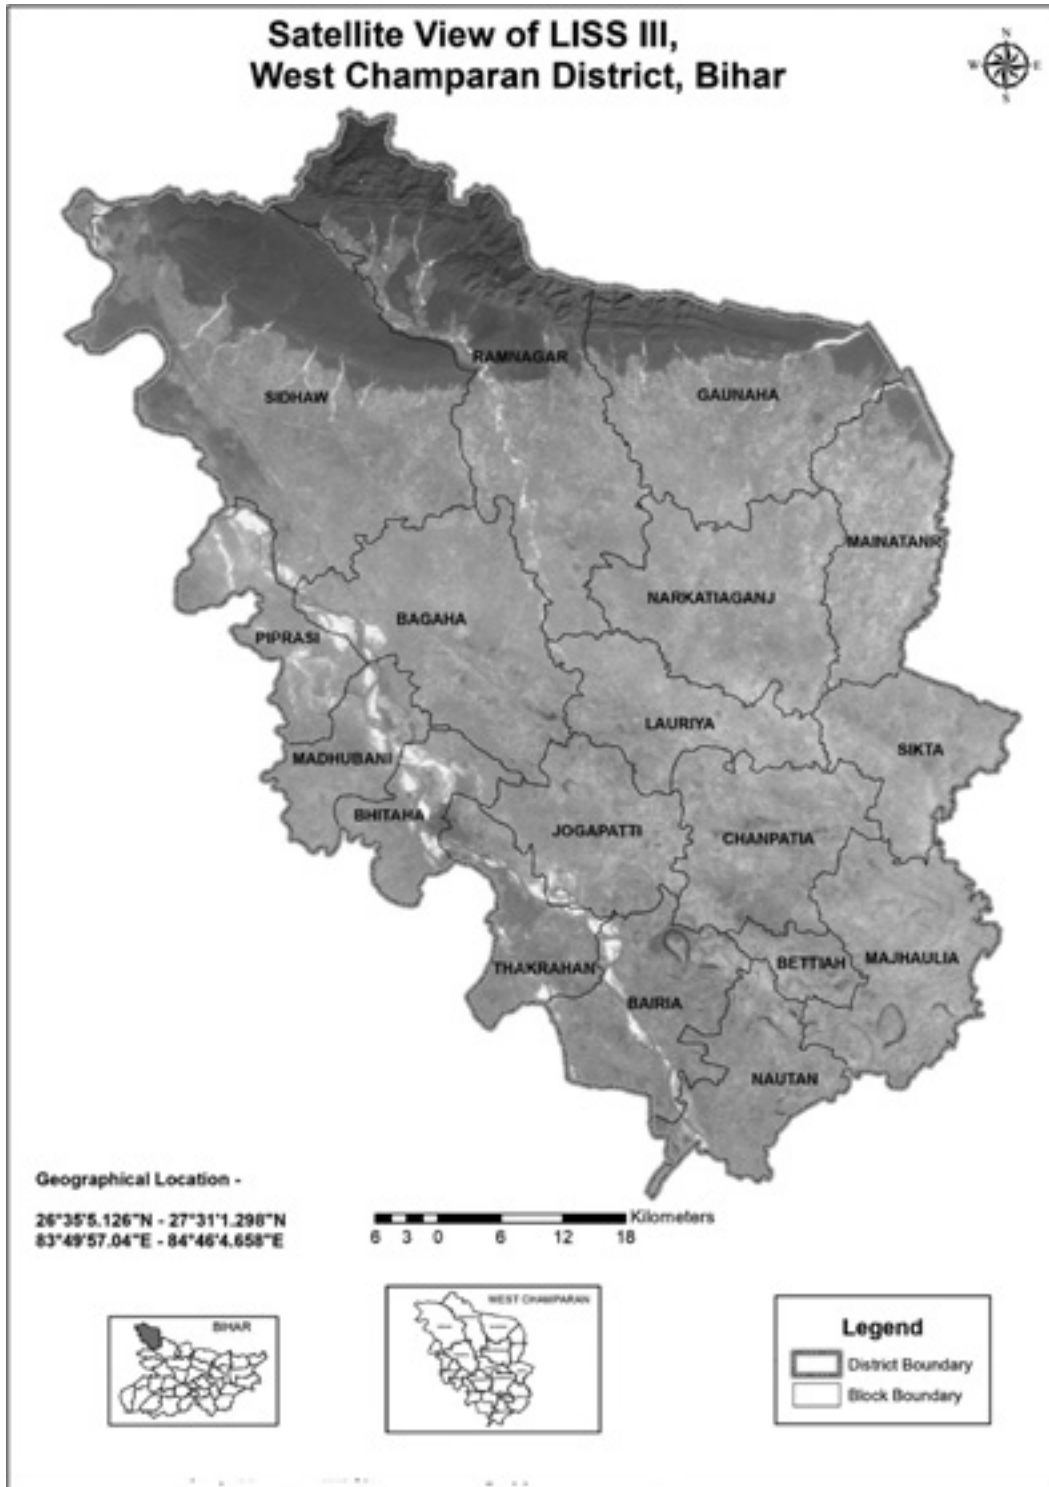 Satellite View of LISS III,
West Champaran District, Bihar
N
W E
S
RAMNAGAR
SIDHAW
GAUNAHA
MAINATANR
NARKATIAGANJ
BAGAHA
PIPRASI
LAURIYA
SIKTA
MADHUBANI
BHITAHA
JOGAPATTI
CHANPATIA
THAKRAHAN
BETTIAH
MAJHAULIA
BAIRIA
NAUTAN
Geographical Location -
26°35'5.126"N - 27°31'1.298"N
83°49'57.04"E - 84°46'4.658"E
Kilometers
6 3 0 6 12 18
BIHAR
WEST CHAMPARAN
Legend
District Boundary
Block Boundary